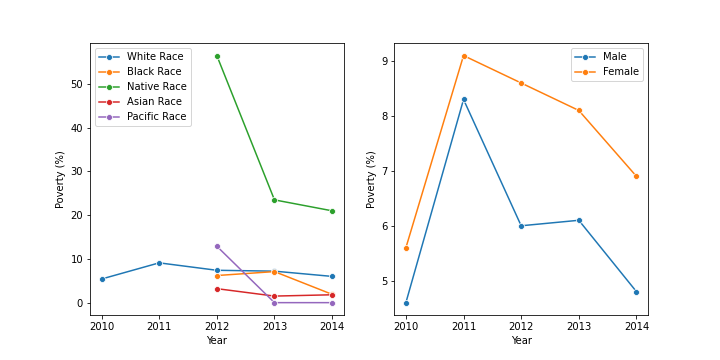 White Race
Black Race
Native Race
Asian Race
Pacific Race
50
40
30
20
10
0
Poverty (%)
2010 2011 2012 2013 2014
Year
Male
Female
9
8
7
6
5
Poverty (%)
2010 2011 2012 2013 2014
Year